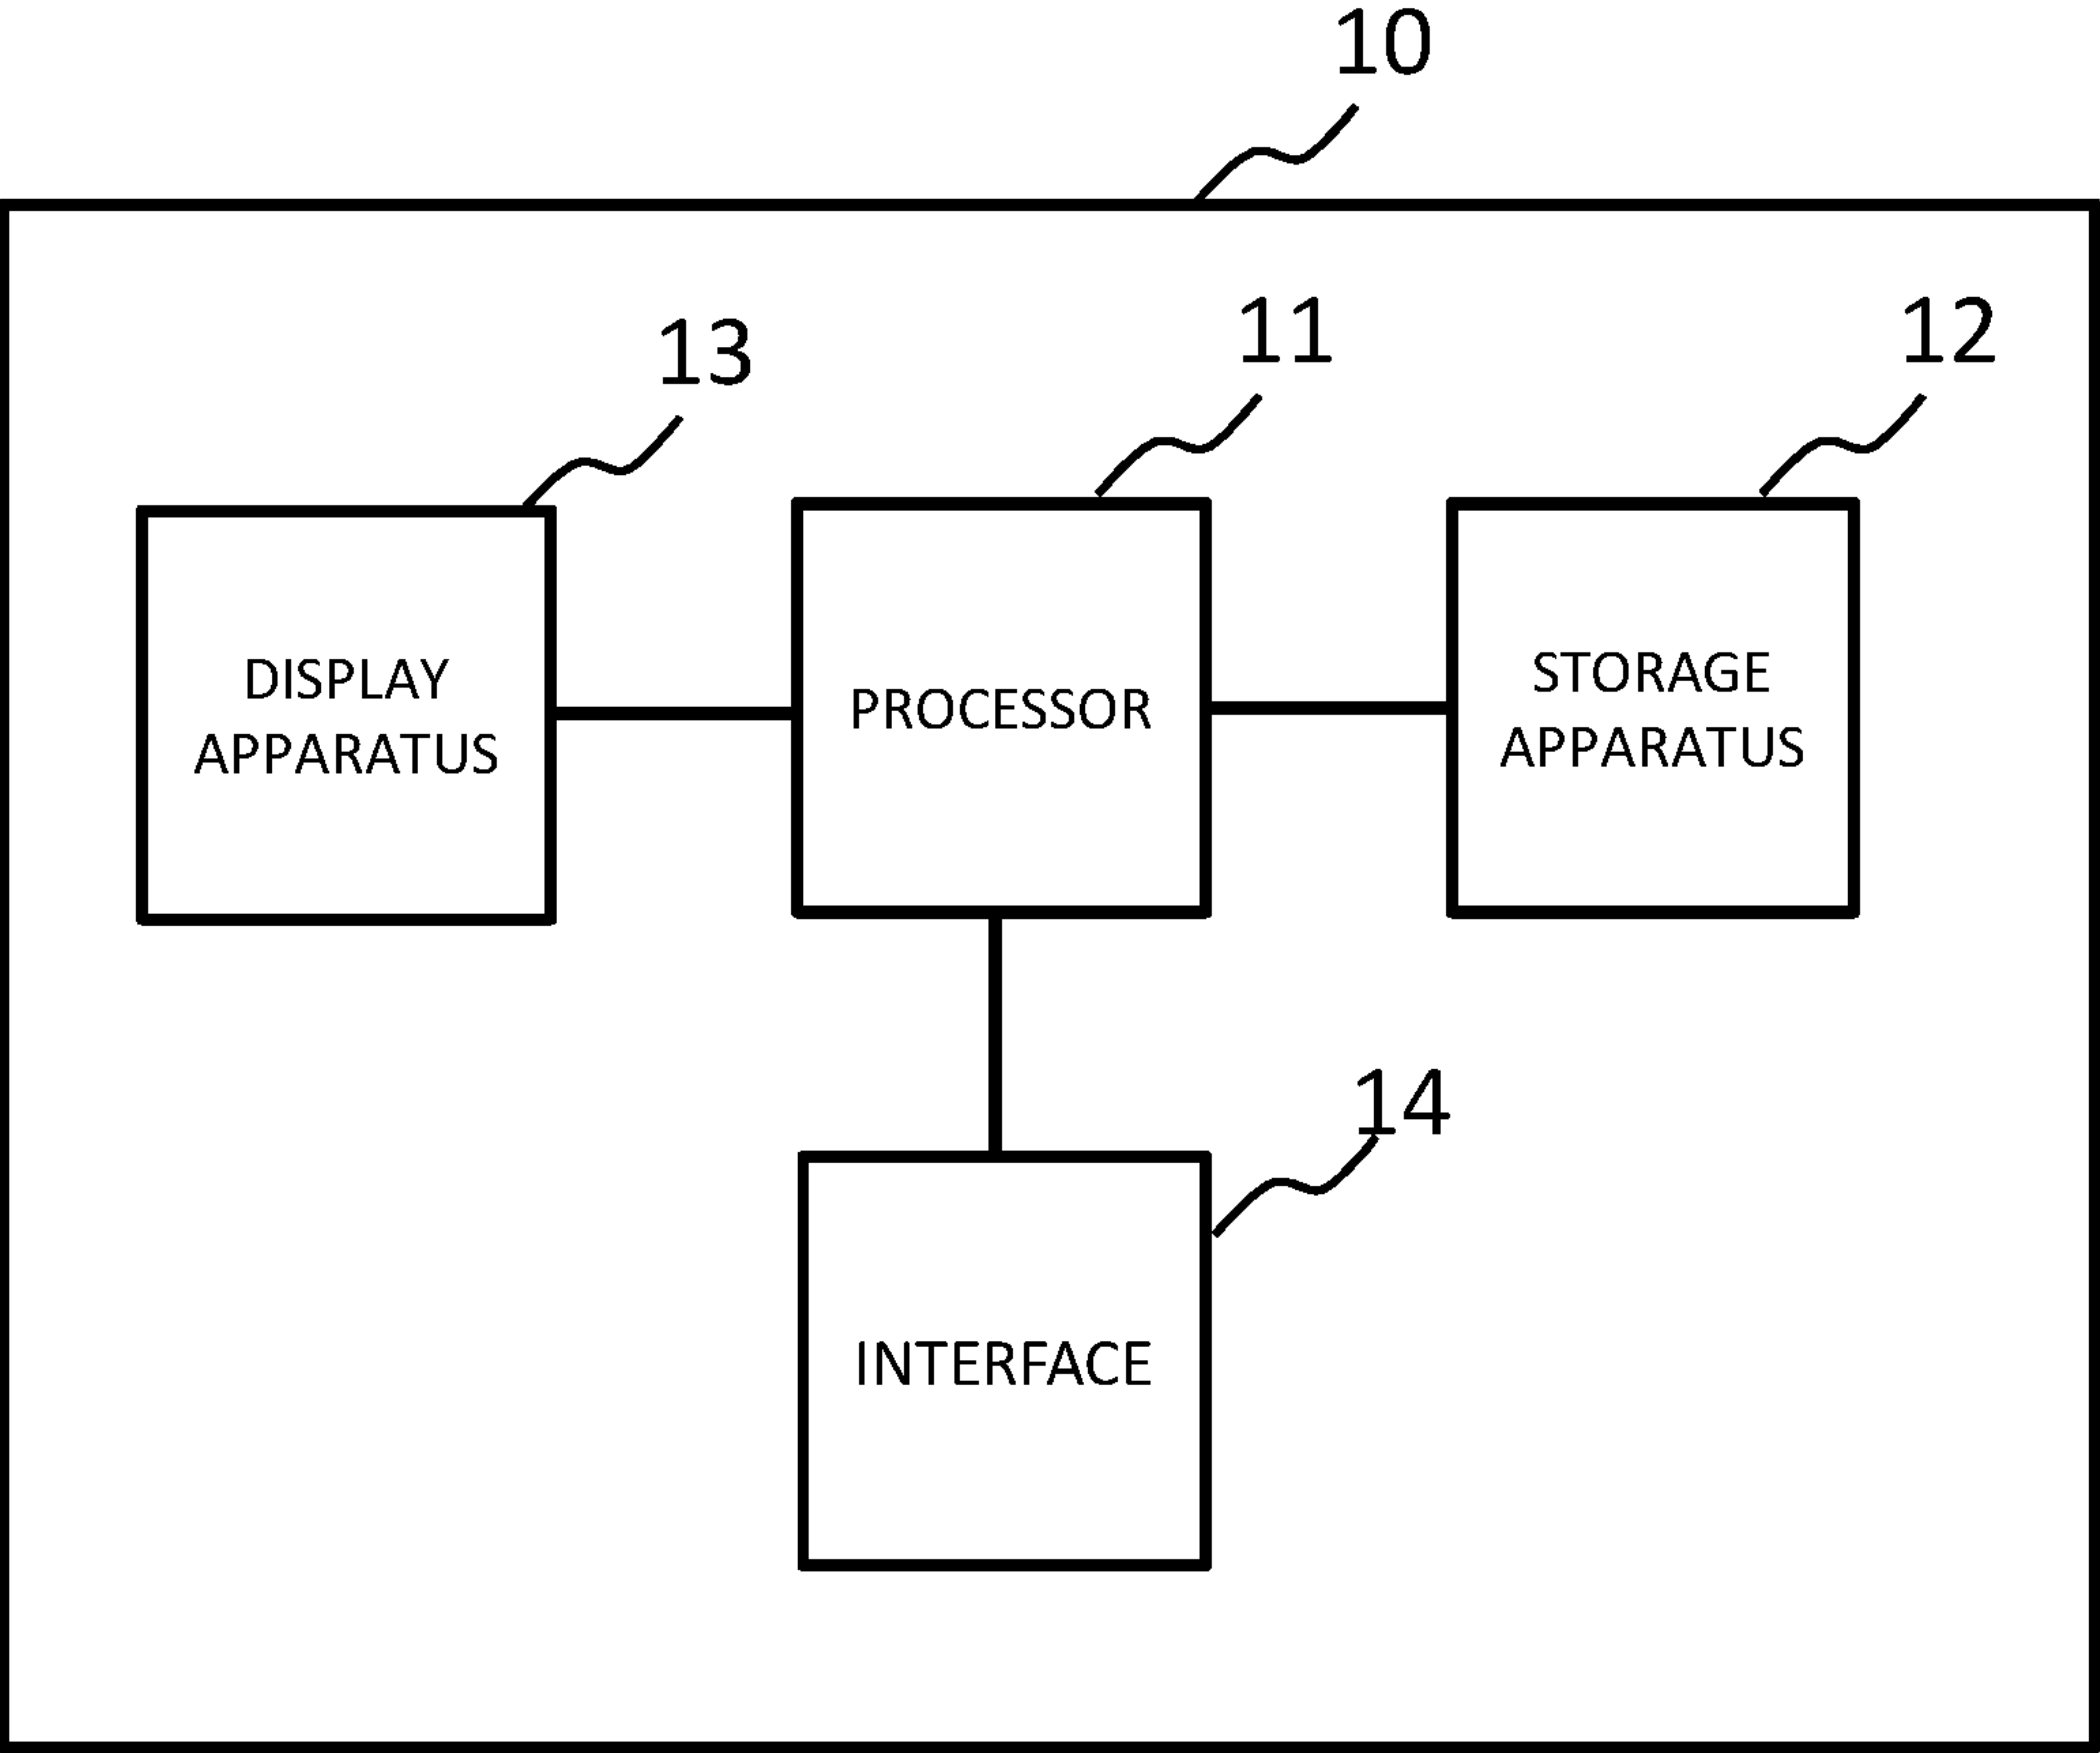 10
13
11
12
DISPLAY
APPARATUS
PROCESSOR
STORAGE
APPARATUS
14
INTERFACE